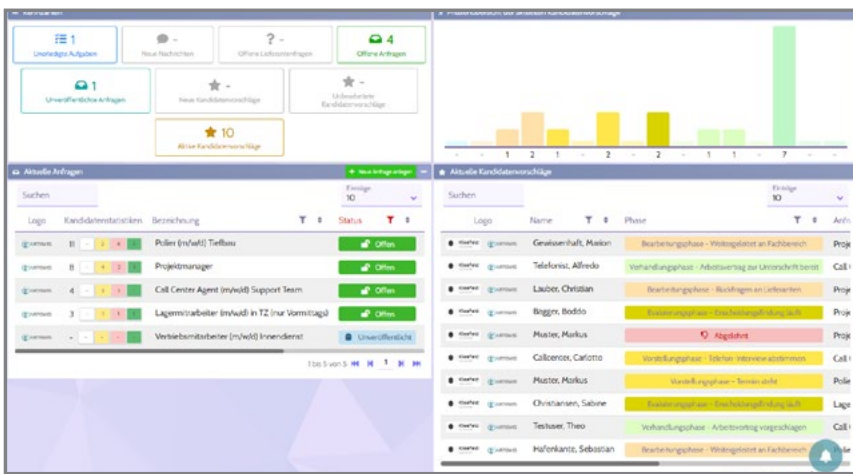 1
Unerledigte Aufgaben
-
Neue Nachrichten
-
Offene Lieferantenfragen
4
Offene Anfragen
1
Unveröffentlichte Anfragen
-
Neue Kandidatenvorschläge
-
Unbearbeitete
Kandidatenvorschläge
10
Aktive Kandidatenvorschläge
- - 1 2 1 - 2 - 2 - 1 1 - 7 - -
Aktuelle Anfragen
+ Neue Anfrage anlegen
Suchen
Einträge
10
Logo Kandidatenstatistiken Bezeichnung Status
Polier (m/w/d) Tiefbau Offen
8 Projektmanager Offen
4 Call Center Agent (m/w/d) Support Team Offen
3 Lagermitarbeiter (m/w/d) in TZ (nur Vormittags) Offen
Vertriebsmitarbeiter (m/w/d) Innendienst Unveröffentlicht
1 bis 5 von 5 1
Aktuelle Kandidatenvorschläge
Suchen
Einträge
10
Logo Name Phase
Gewissenhaft, Marion Bearbeitungsphase - Weitergeleitet an Fachbereich
Telefonist, Alfredo Verhandlungsphase - Arbeitsvertrag zur Unterschrift bereit
Lauber, Christian Bearbeitungsphase - Rückfragen an Lieferanten
Bagger, Boddo Evaluierungsphase - Entscheidungsfindung läuft
Muster, Markus Abgelehnt
Callcenter, Carlotto Vorstellungsphase - Telefon-Interview abstimmen
Muster, Markus Vorstellungsphase - Termin steht
Christiansen, Sabine Evaluierungsphase - Entscheidungsfindung läuft
Testuser, Theo Verhandlungsphase - Arbeitsvertrag vorgeschlagen
Hafenkante, Sebastian Bearbeitungsphase - Weitergeleitet an Fachbereich